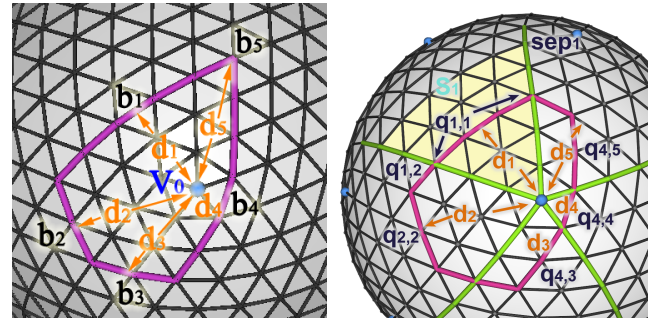 b₅
b₁
d₅
d₁
V₀
d₂
d₄
d₃
b₄
b₂
b₃
sep₁
S₁
q₁,₁
q₄,₅
d₅
d₁
q₁,₂
d₂
d₄
q₄,₄
q₂,₂
d₃
q₄,₃